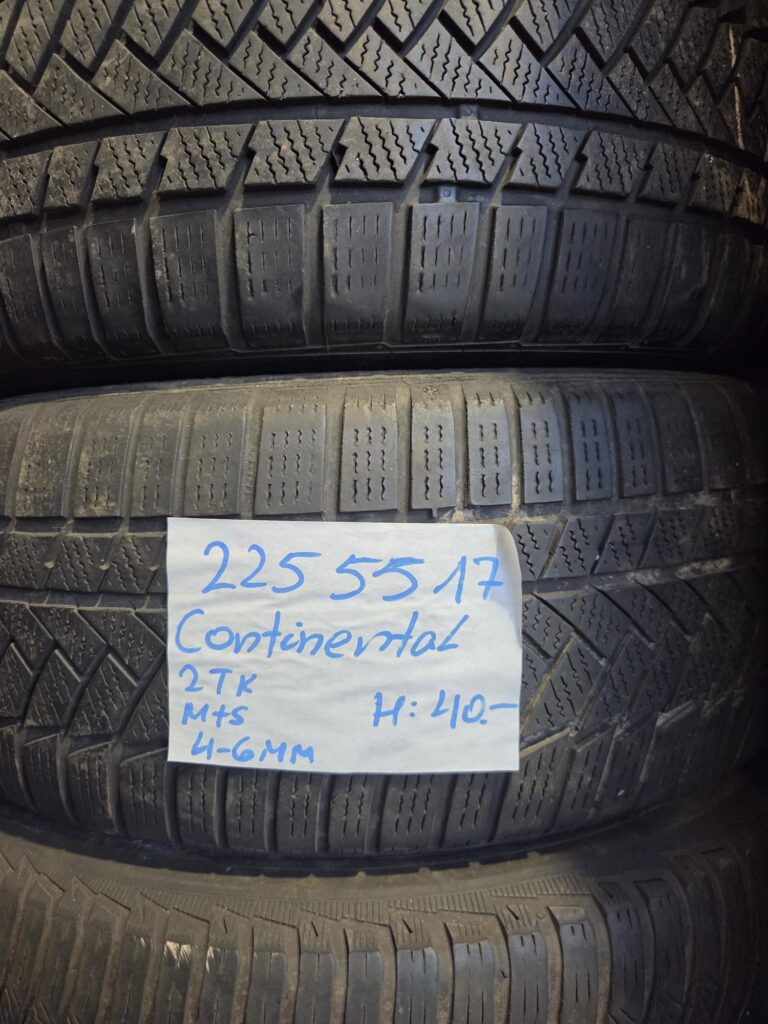 225 55 17
Continental
2TK
M+S H: 40.-
4-6MM